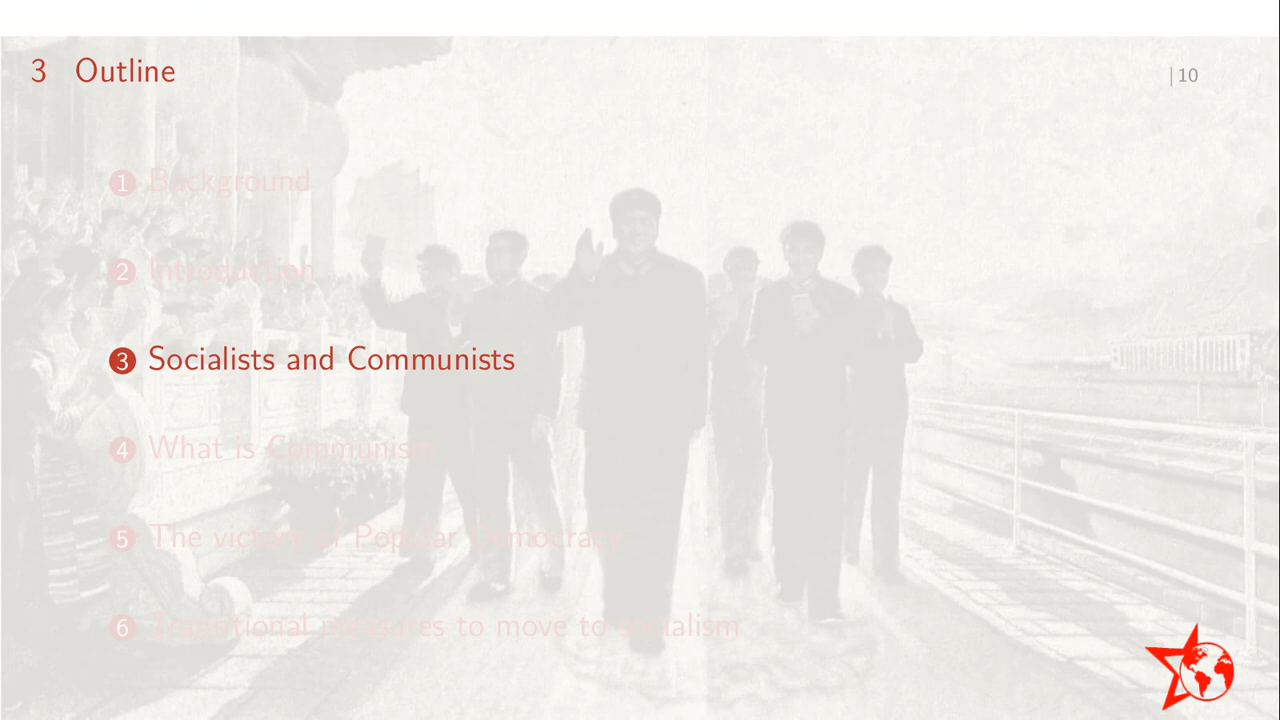 3 Outline
| 10
1 Background
2 Introduction
3 Socialists and Communists
4 What is Communism
5 The victory of Popular Democracy
6 Transitional measures to move to socialism